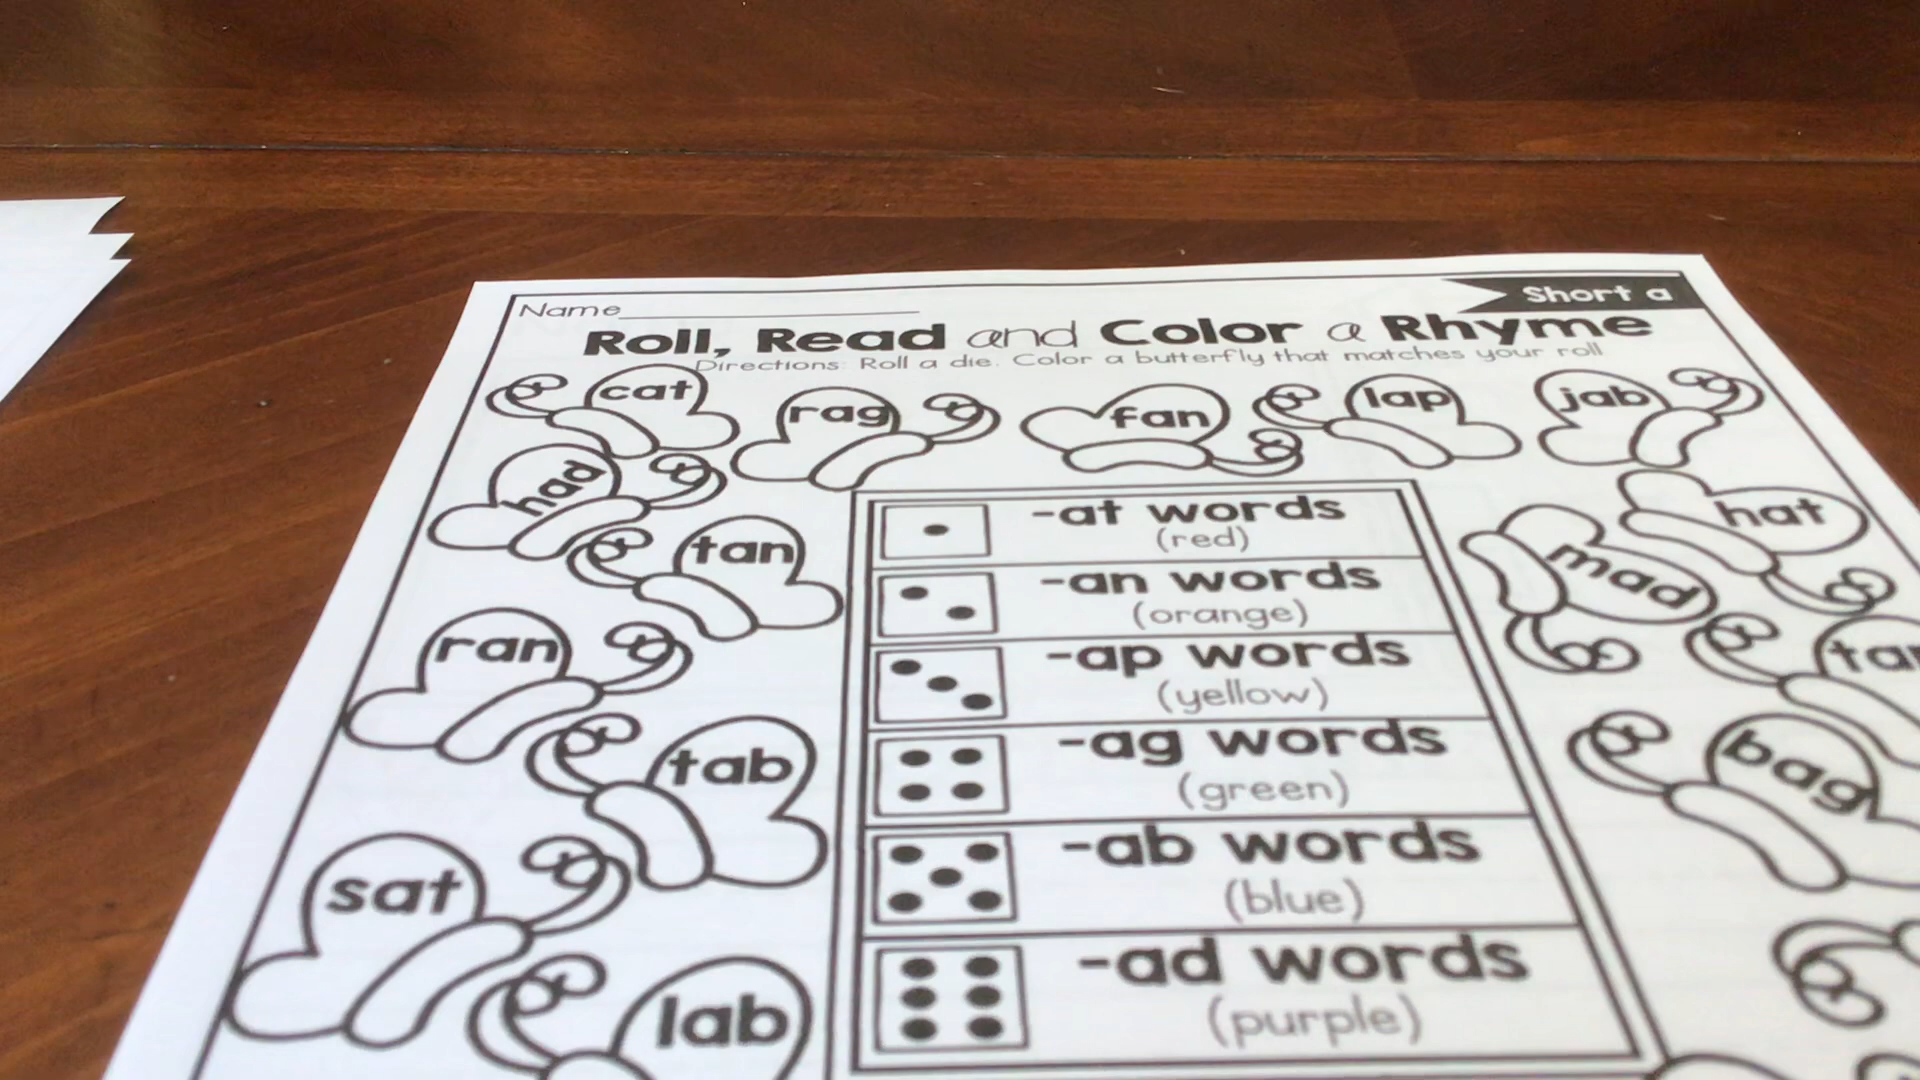 Short a
Name
Roll, Read and Color a Rhyme
Directions: Roll a die. Color a butterfly that matches your roll
cat
rag
fan
lap
jab
had
tan
hat
mad
ran
tab
bag
sat
lab
-at words
(red)
-an words
(orange)
-ap words
(yellow)
-ag words
(green)
-ab words
(blue)
-ad words
(purple)